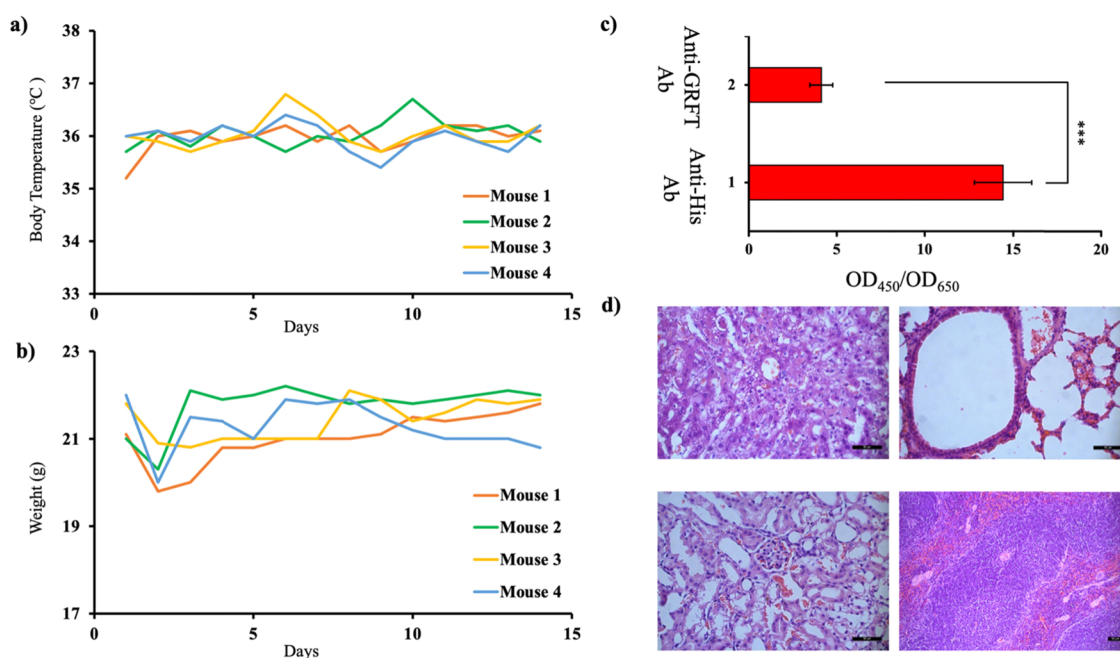 a)
38
37
36
35
34
33
Body Temperature (°C)
Mouse 1
Mouse 2
Mouse 3
Mouse 4
0
5
10
15
Days
b)
23
21
19
17
Weight (g)
Mouse 1
Mouse 2
Mouse 3
Mouse 4
0
5
10
15
Days
c)
Anti-GRFT
Ab
2
Anti-His
Ab
1
***
0
5
10
15
20
OD450/OD650
d)